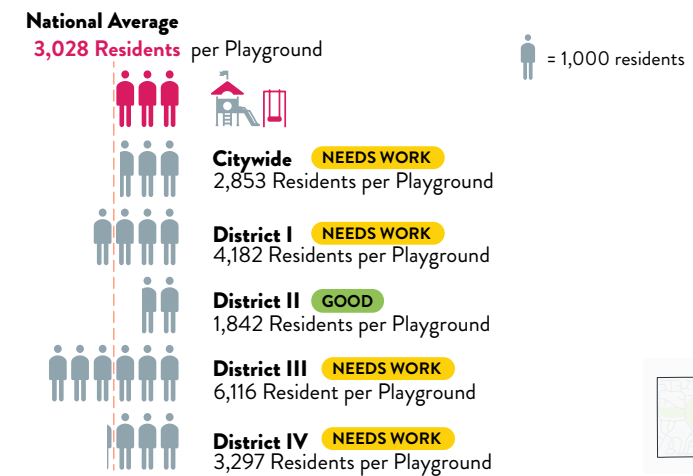 National Average
3,028 Residents per Playground
= 1,000 residents
Citywide NEEDS WORK
2,853 Residents per Playground
District I NEEDS WORK
4,182 Residents per Playground
District II GOOD
1,842 Residents per Playground
District III NEEDS WORK
6,116 Resident per Playground
District IV NEEDS WORK
3,297 Residents per Playground